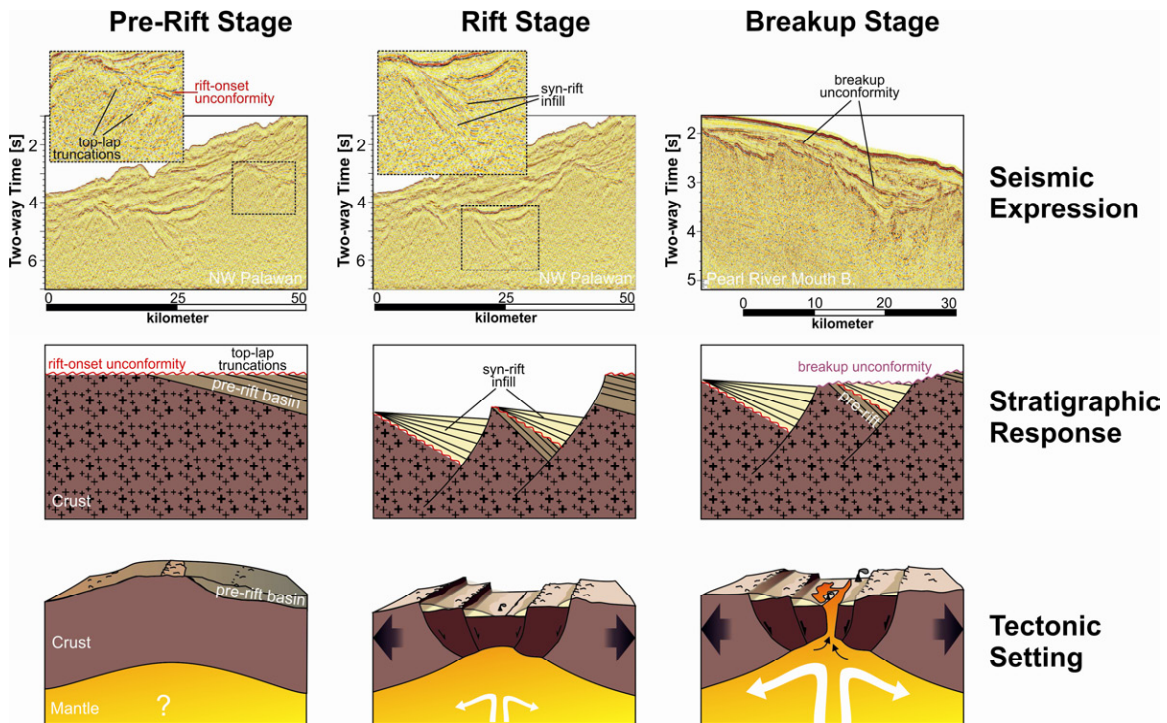 Pre-Rift Stage
Rift Stage
Breakup Stage
rift-onset
unconformity
top-lap
truncations
Two-way Time [s]
2
4
6
NW Palawan
0
25
50
kilometer
syn-rift
infill
Two-way Time [s]
2
4
6
NW Palawan
0
25
50
kilometer
breakup
unconformity
Two-way Time [s]
2
3
4
5
Pearl River Mouth B.
0
10
20
30
kilometer
Seismic
Expression
rift-onset unconformity
top-lap
truncations
pre-rift basin
Crust
syn-rift
infill
breakup unconformity
pre-rift
Stratigraphic
Response
pre-rift basin
Crust
Mantle
?
Tectonic
Setting